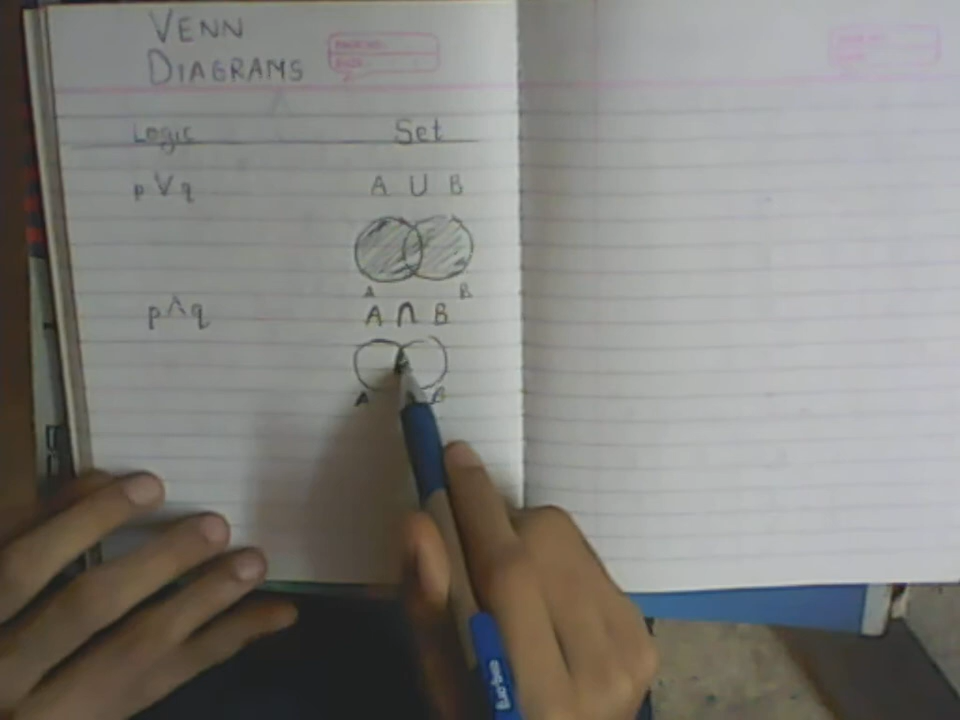 VENN
DIAGRAMS
Logic Set
p V q A U B
A B
p ∧ q A ∩ B
A B